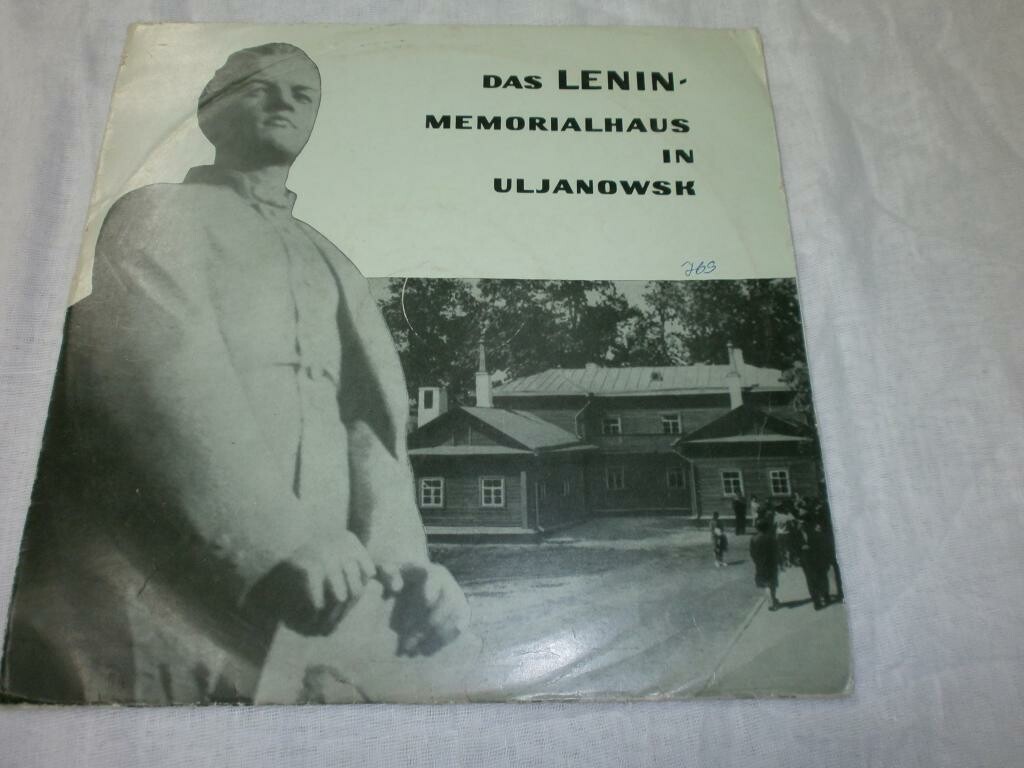 DAS LENIN-
MEMORIALHAUS
IN
ULJANOWSK